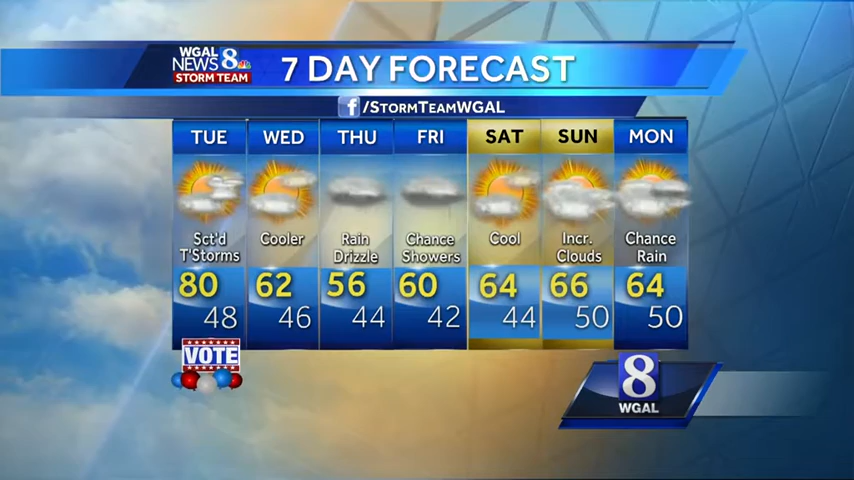 WGAL
NEWS 8
STORM TEAM
7 DAY FORECAST
f /STORMTEAMWGAL
TUE WED THU FRI SAT SUN MON
Sct'd T'Storms Cooler Rain Drizzle Chance Showers Cool Incr. Clouds Chance Rain
80 62 56 60 64 66 64
48 46 44 42 44 50 50
VOTE
8
WGAL